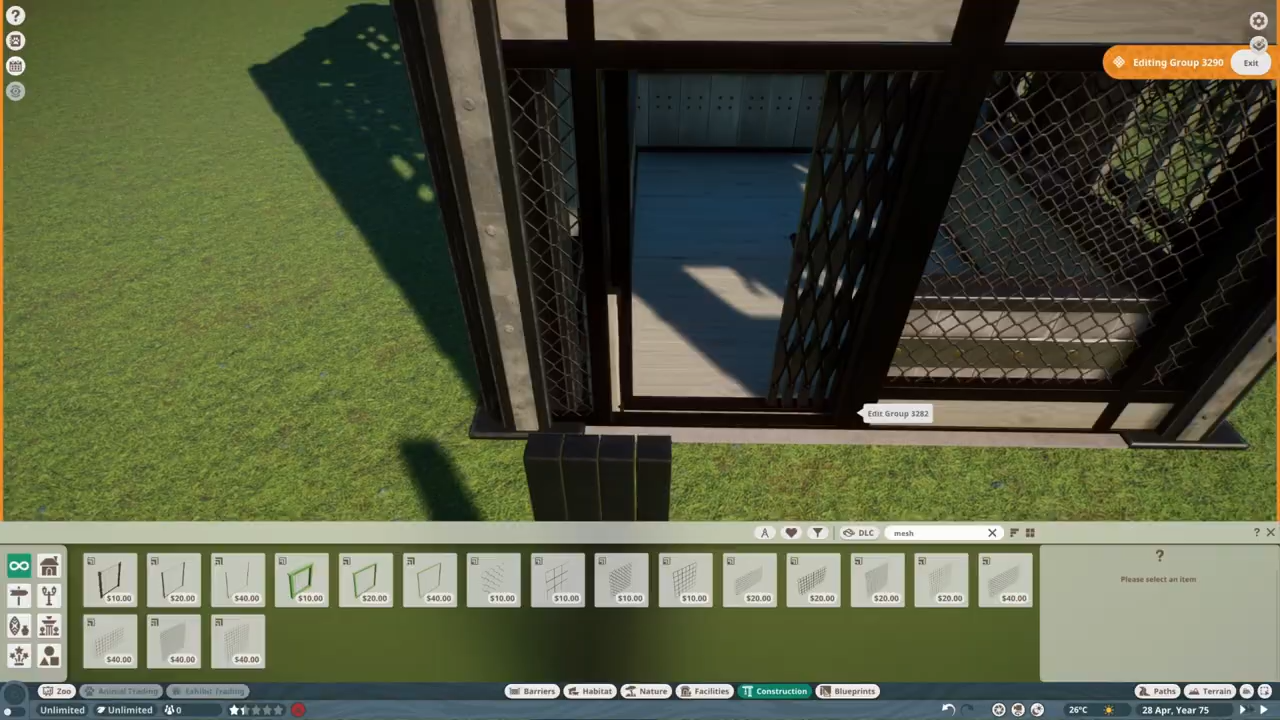 ?
Editing Group 3290
Exit
Edit Group 3282
DLC
mesh
?
$10.00 $20.00 $40.00 $10.00 $20.00 $40.00 $10.00 $10.00 $10.00 $10.00 $20.00 $20.00 $20.00 $20.00 $40.00
?
Please select an item
$40.00 $40.00 $40.00
Zoo Animal Trading Exhibit Trading Barriers Habitat Nature Facilities Construction Blueprints Paths Terrain
Unlimited Unlimited 0 26°C 28 Apr, Year 75